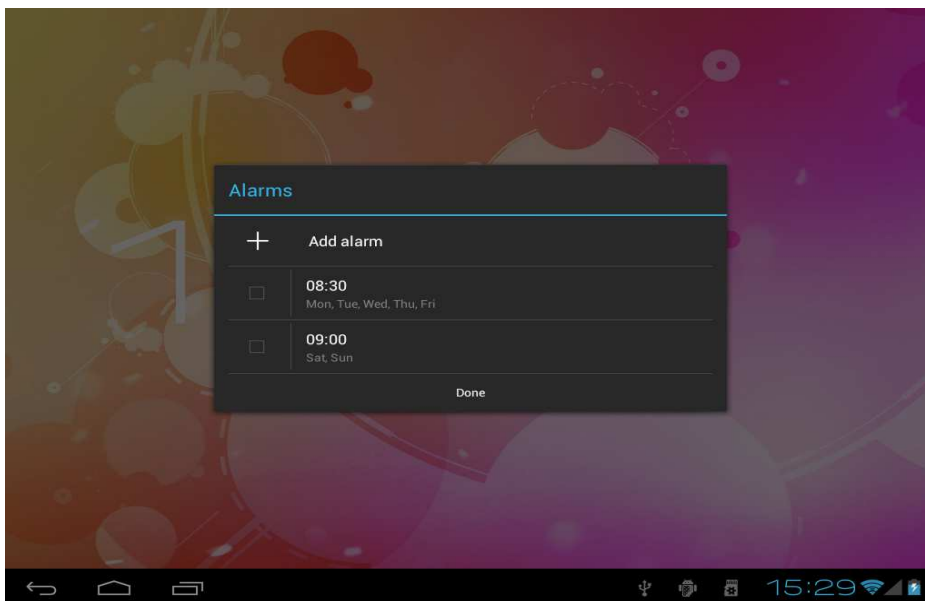 Alarms
Add alarm
08:30
Mon, Tue, Wed, Thu, Fri
09:00
Sat, Sun
Done
15:29